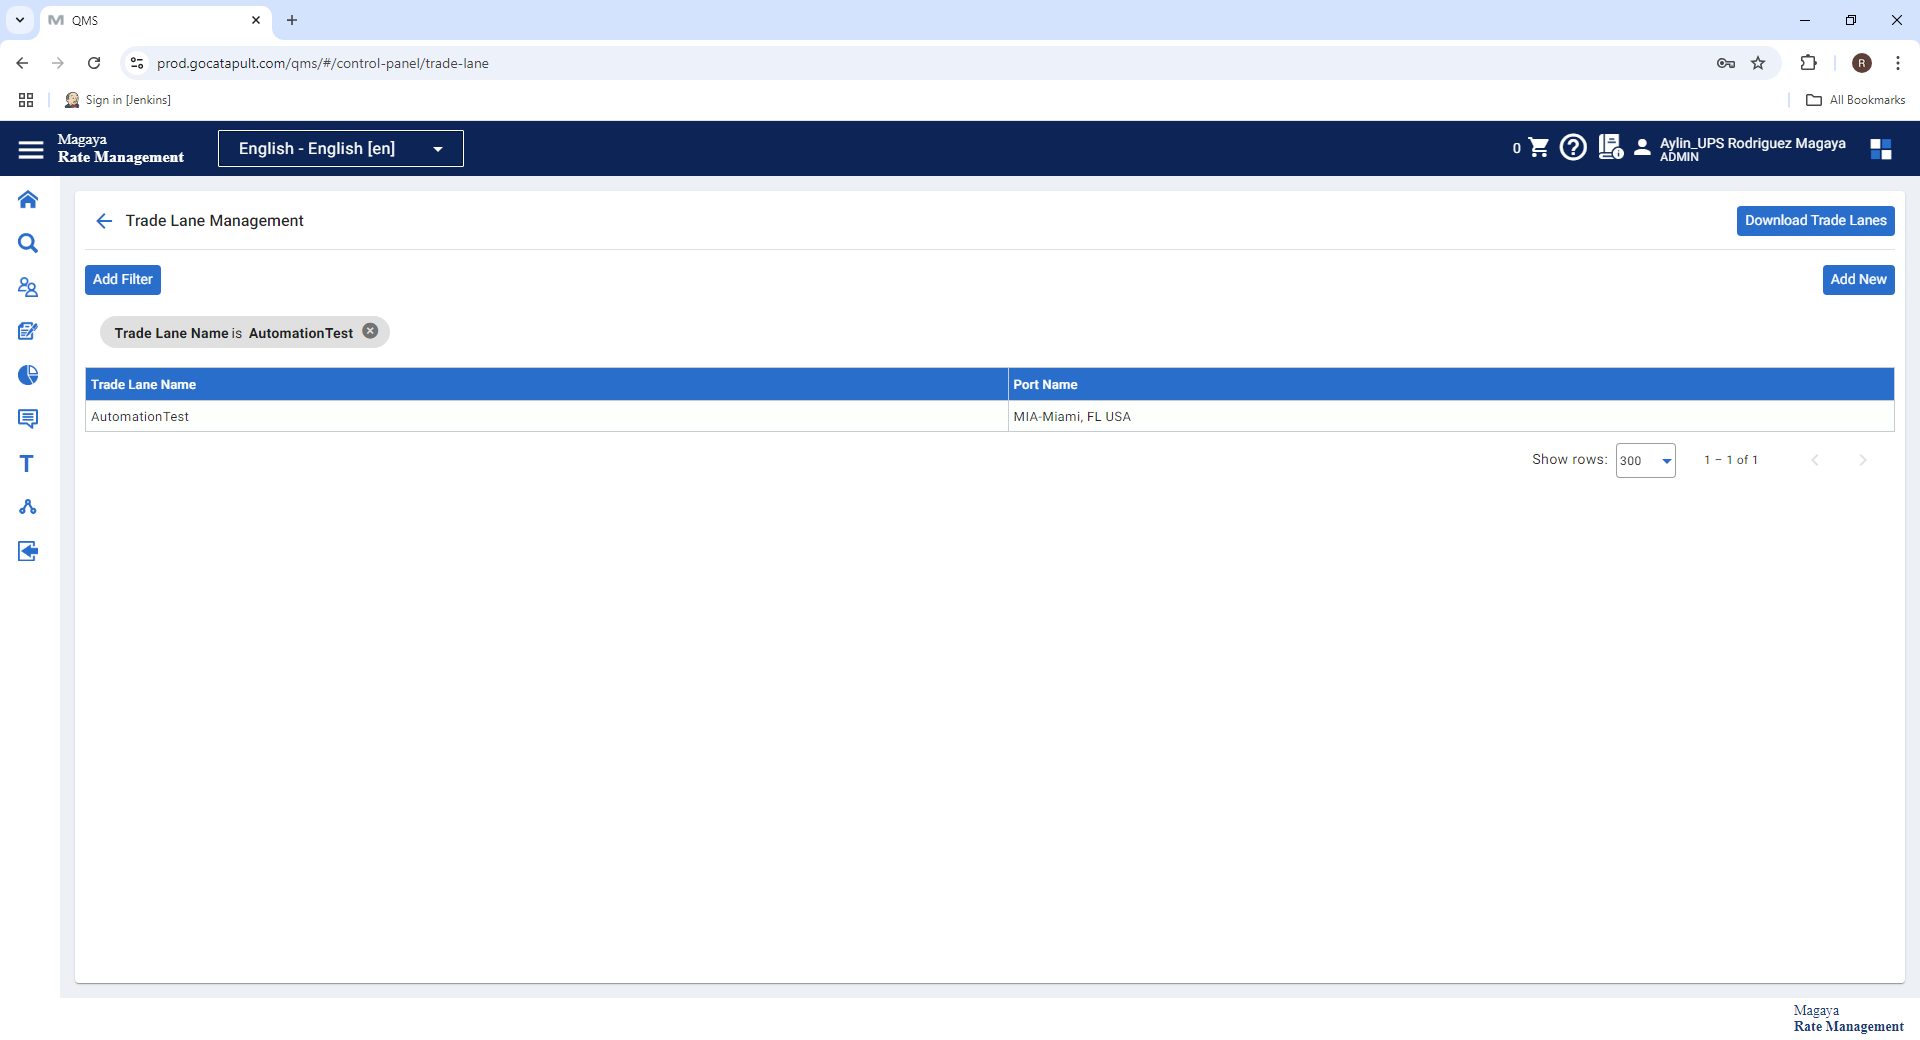 QMS
prod.gocatapult.com/qms/#/control-panel/trade-lane
R
Sign in [Jenkins]
All Bookmarks
Magaya
Rate Management
English - English [en]
0
Aylin_UPS Rodriguez Magaya
ADMIN
Trade Lane Management
Download Trade Lanes
Add Filter
Add New
Trade Lane Name is AutomationTest
Trade Lane Name
Port Name
AutomationTest
MIA-Miami, FL USA
Show rows:
300
1 – 1 of 1
T
Magaya
Rate Management